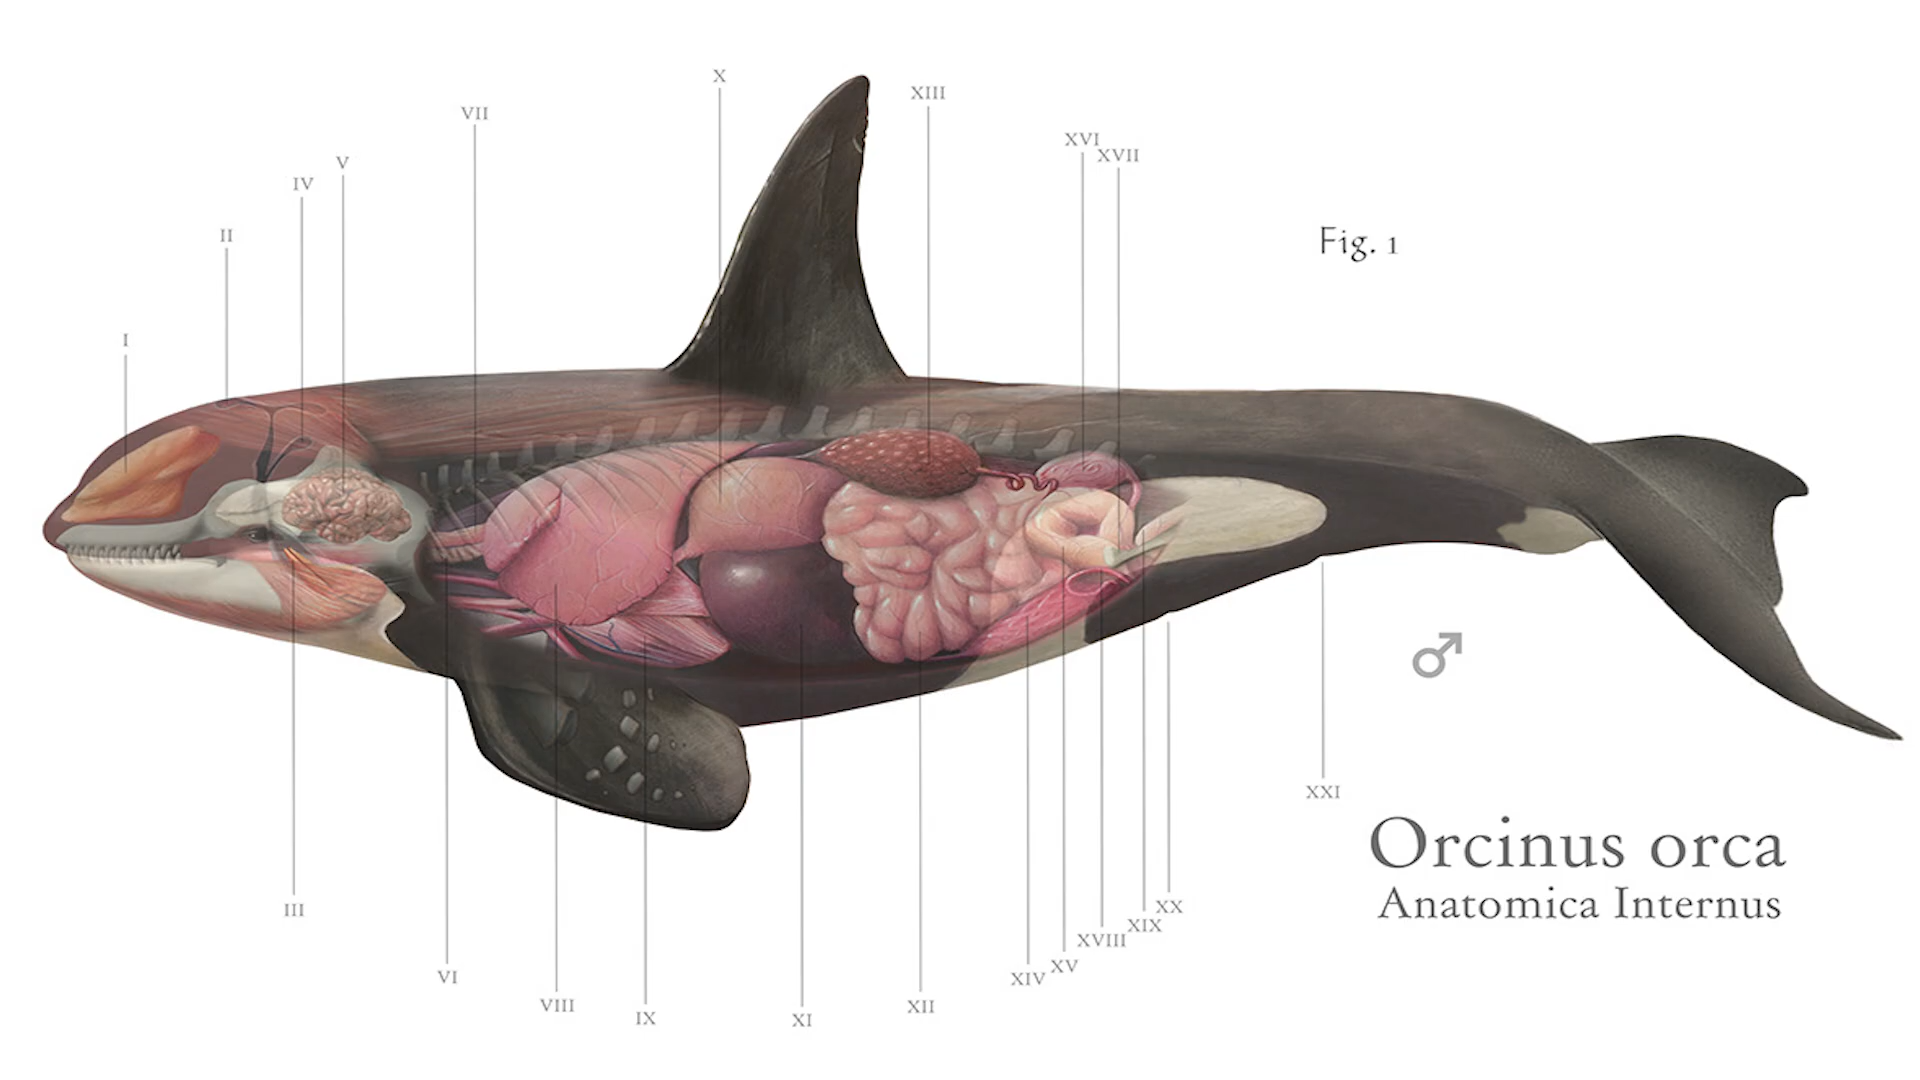 X
XIII
VII
XVI
XVII
V
IV
II
Fig. 1
I
XXI
Orcinus orca
Anatomica Internus
III
XX
XIX
XVIII
XV
XIV
VI
VIII
XII
IX
XI